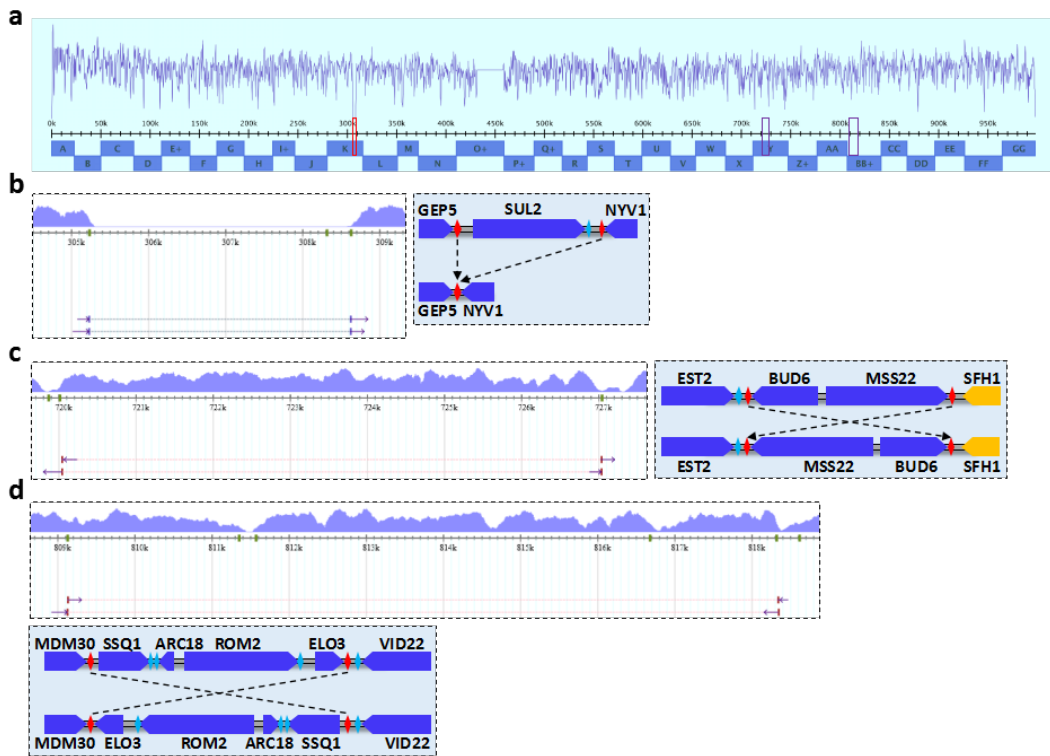 a
0k 50k 100k 150k 200k 250k 300k 350k 400k 450k 500k 550k 600k 650k 700k 750k 800k 850k 900k 950k
A C E+ G I+ K M O+ Q+ S U W Y AA CC EE GG
B D F H J L N P+ R T V X Z+ BB+ DD FF
b
305k 306k 307k 308k 309k
GEP5 SUL2 NYV1
GEP5 NYV1
c
720k 721k 722k 723k 724k 725k 726k 727k
EST2 BUD6 MSS22 SFH1
EST2 MSS22 BUD6 SFH1
d
809k 810k 811k 812k 813k 814k 815k 816k 817k 818k
MDM30 SSQ1 ARC18 ROM2 ELO3 VID22
MDM30 ELO3 ROM2 ARC18 SSQ1 VID22